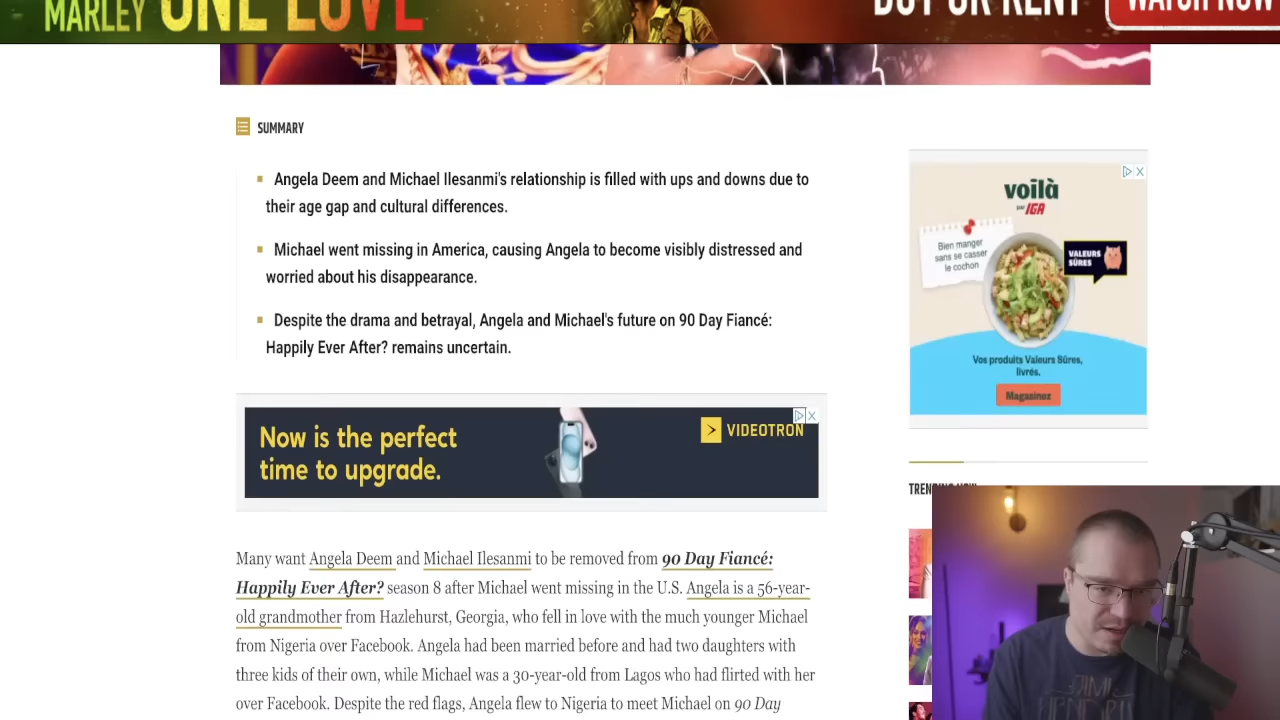 MARLEY ONE LOVE
BUY OR RENT
WATCH NOW
SUMMARY
Angela Deem and Michael Ilesanmi's relationship is filled with ups and downs due to
their age gap and cultural differences.
Michael went missing in America, causing Angela to become visibly distressed and
worried about his disappearance.
Despite the drama and betrayal, Angela and Michael's future on 90 Day Fiancé:
Happily Ever After? remains uncertain.
Now is the perfect
time to upgrade.
VIDEOTRON
Many want Angela Deem and Michael Ilesanmi to be removed from 90 Day Fiancé:
Happily Ever After? season 8 after Michael went missing in the U.S. Angela is a 56-year-
old grandmother from Hazlehurst, Georgia, who fell in love with the much younger Michael
from Nigeria over Facebook. Angela had been married before and had two daughters with
three kids of their own, while Michael was a 30-year-old from Lagos who had flirted with her
over Facebook. Despite the red flags, Angela flew to Nigeria to meet Michael on 90 Day
voilà
par IGA
Bien manger
sans se casser
le cochon
VALEURS
SÛRES
Vos produits Valeurs Sûres,
livrés.
Magasinez
TRENDING NOW